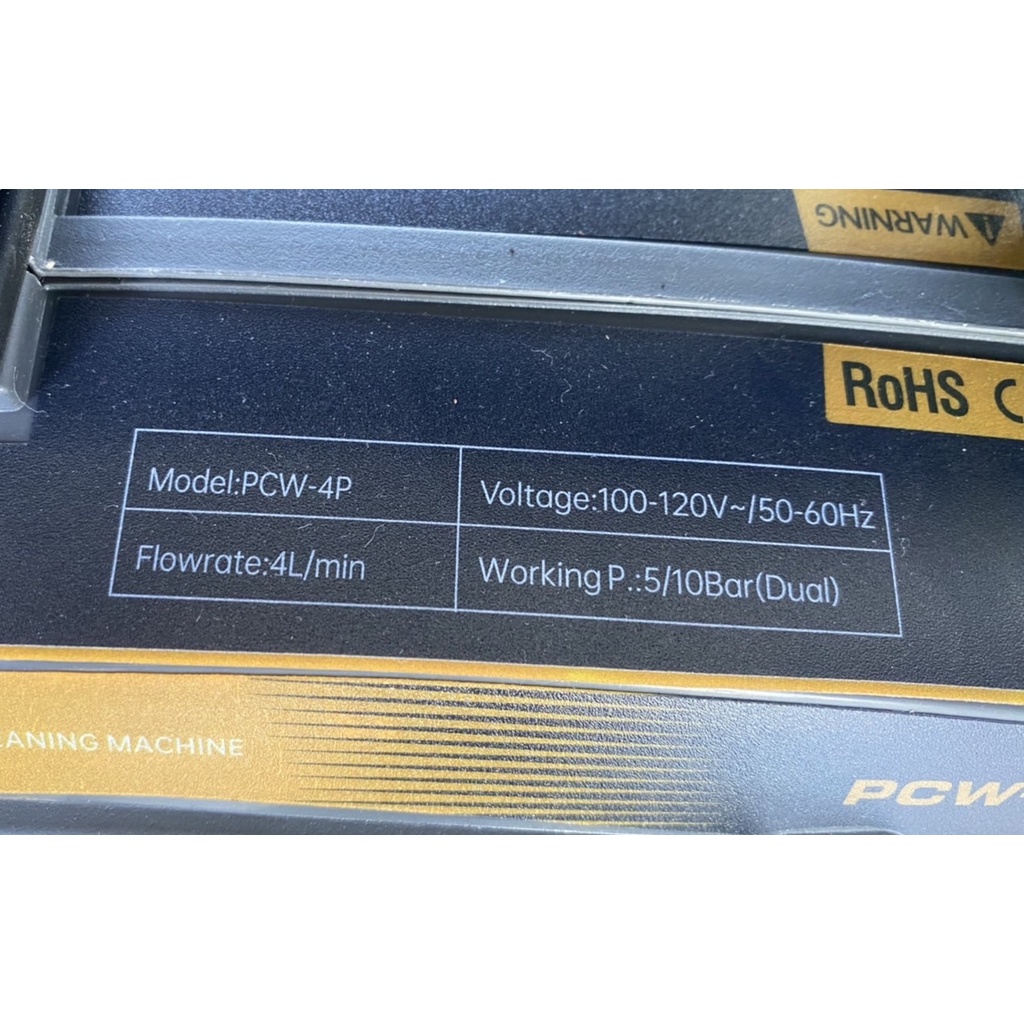 WARNING
RoHS
Model:PCW-4P
Voltage:100-120V~/50-60Hz
Flowrate:4L/min
Working P.:5/10Bar(Dual)
MACHINE
PCW-